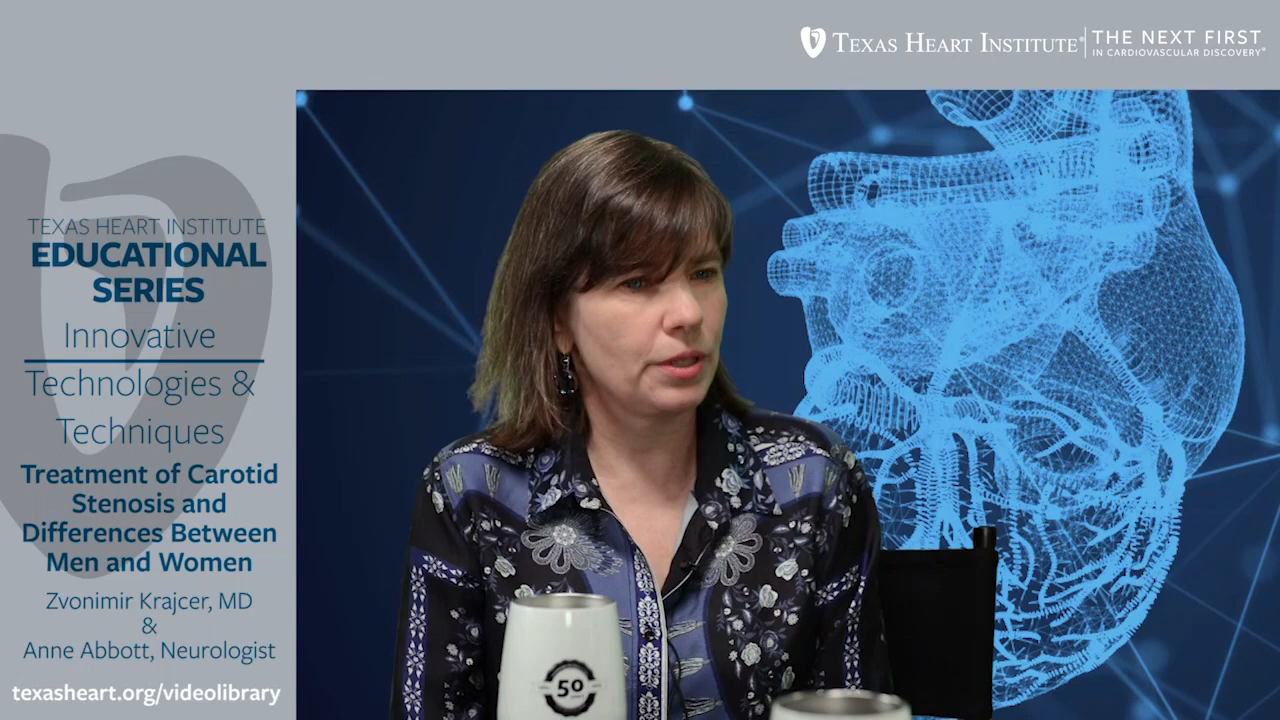 TEXAS HEART INSTITUTE® THE NEXT FIRST
IN CARDIOVASCULAR DISCOVERY®
TEXAS HEART INSTITUTE
EDUCATIONAL
SERIES
Innovative
Technologies &
Techniques
Treatment of Carotid
Stenosis and
Differences Between
Men and Women
Zvonimir Krajcer, MD
&
Anne Abbott, Neurologist
texasheart.org/videolibrary
50